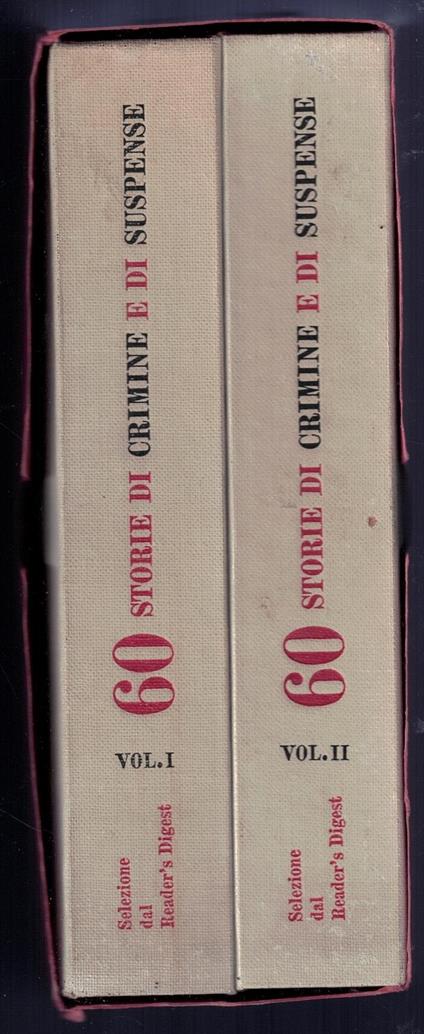 60 STORIE DI CRIMINE E DI SUSPENSE
VOL.I
Selezione
dal
Reader's Digest
60 STORIE DI CRIMINE E DI SUSPENSE
VOL.II
Selezione
dal
Reader's Digest